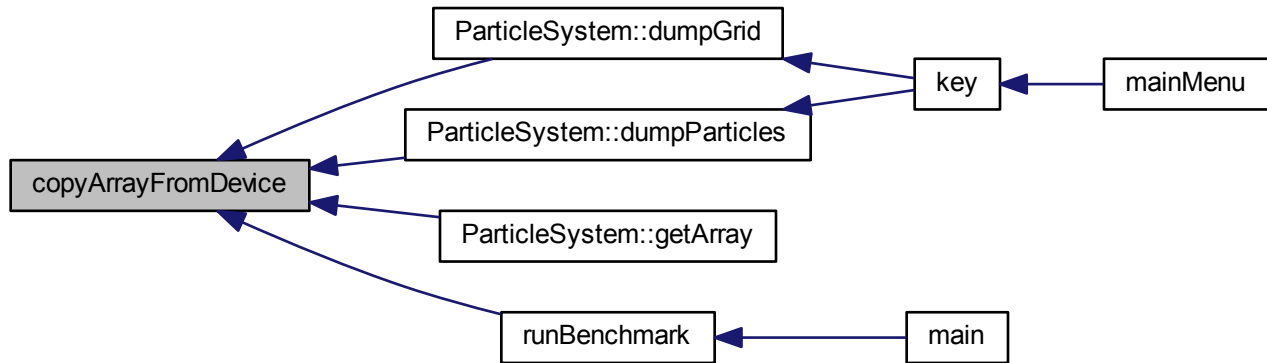 ParticleSystem::dumpGrid
key
mainMenu
ParticleSystem::dumpParticles
copyArrayFromDevice
ParticleSystem::getArray
runBenchmark
main